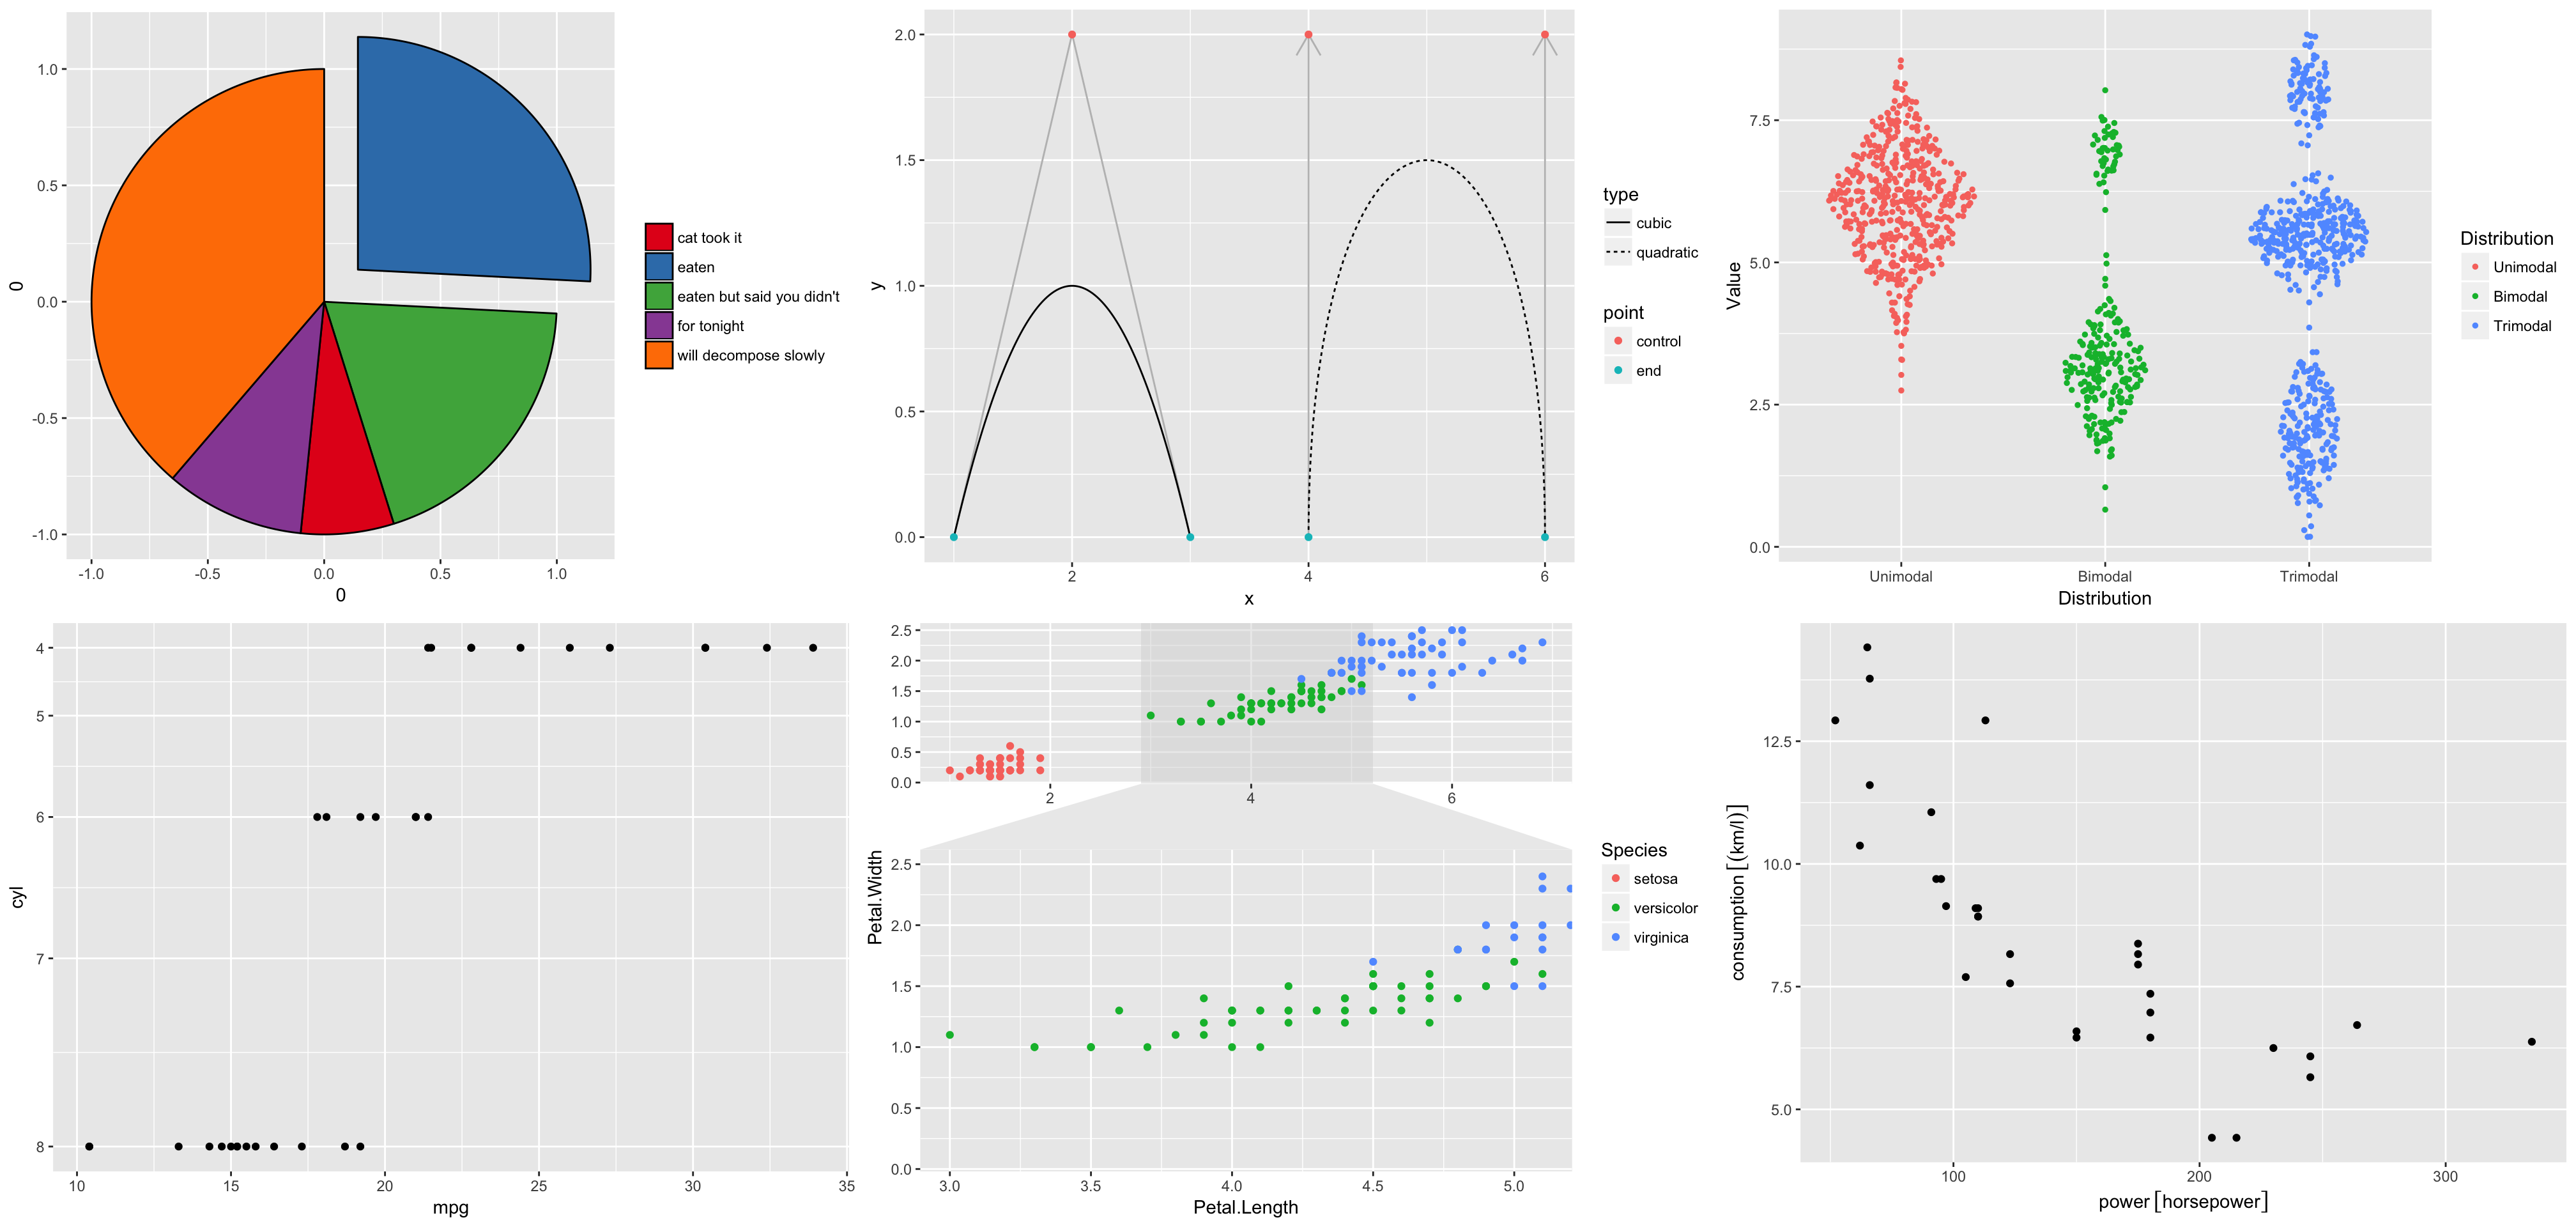 1.0
0.5
0.0
-0.5
-1.0
0
-1.0
-0.5
0.0
0.5
1.0
0
cat took it
eaten
eaten but said you didn't
for tonight
will decompose slowly
2.0
1.5
1.0
0.5
0.0
y
2
4
6
x
type
cubic
quadratic
point
control
end
7.5
5.0
2.5
0.0
Value
Unimodal
Bimodal
Trimodal
Distribution
Distribution
Unimodal
Bimodal
Trimodal
4
5
6
7
8
cyl
10
15
20
25
30
35
mpg
2.5
2.0
1.5
1.0
0.5
0.0
2
4
6
Petal.Width
2.5
2.0
1.5
1.0
0.5
0.0
3.0
3.5
4.0
4.5
5.0
Petal.Length
Species
setosa
versicolor
virginica
12.5
10.0
7.5
5.0
consumption [(km/l)]
100
200
300
power [horsepower]